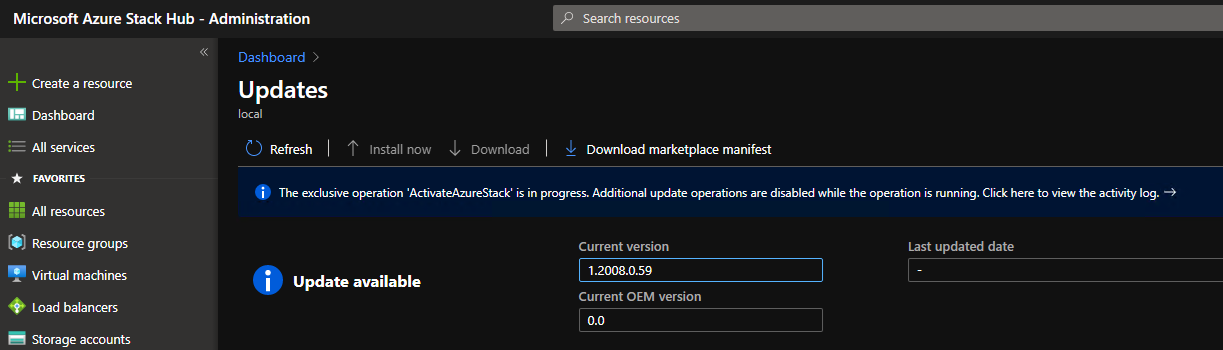 Microsoft Azure Stack Hub - Administration
Search resources
«
Create a resource
Dashboard
All services
FAVORITES
All resources
Resource groups
Virtual machines
Load balancers
Storage accounts
Dashboard >
Updates
local
Refresh
Install now
Download
Download marketplace manifest
The exclusive operation 'ActivateAzureStack' is in progress. Additional update operations are disabled while the operation is running. Click here to view the activity log. →
Update available
Current version
1.2008.0.59
Current OEM version
0.0
Last updated date
-